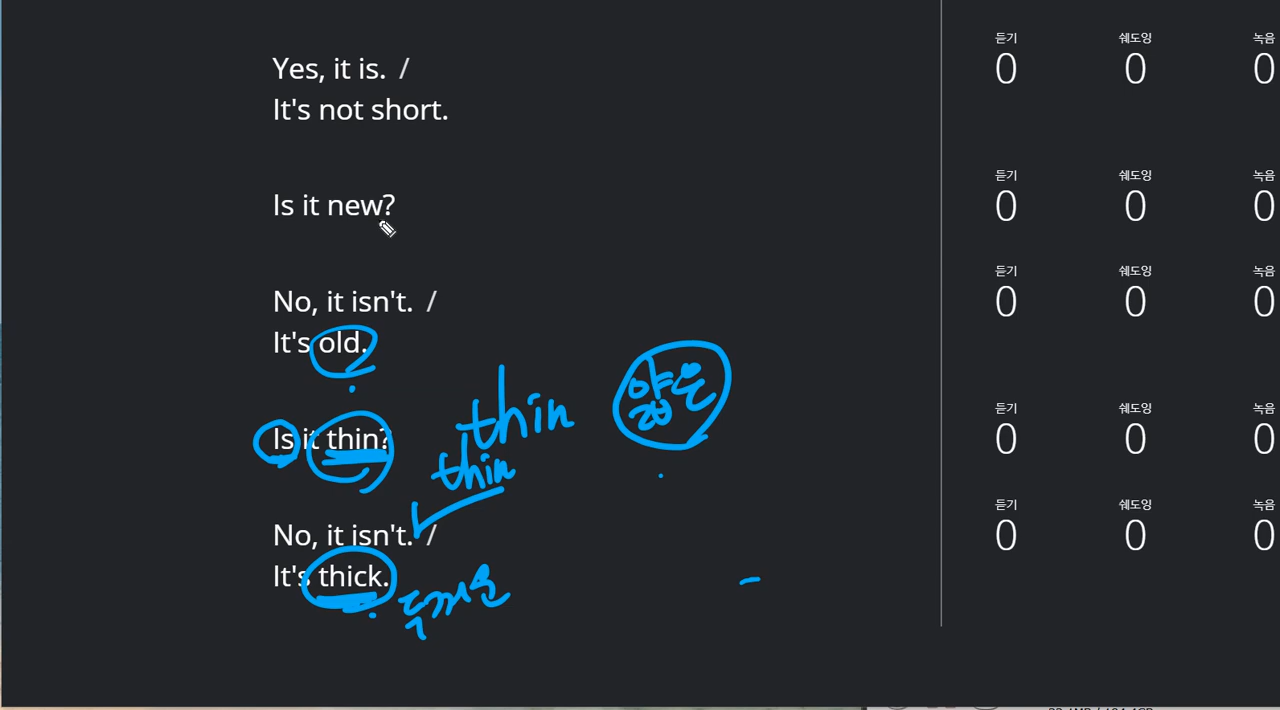 듣기 쉐도잉 녹음
Yes, it is. / 0 0 0
It's not short.
듣기 쉐도잉 녹음
Is it new? 0 0 0
듣기 쉐도잉 녹음
No, it isn't. / 0 0 0
It's old.
thin 얇은
듣기 쉐도잉 녹음
Is it thin? 0 0 0
thin
듣기 쉐도잉 녹음
No, it isn't. / 0 0 0
It's thick. 두꺼운